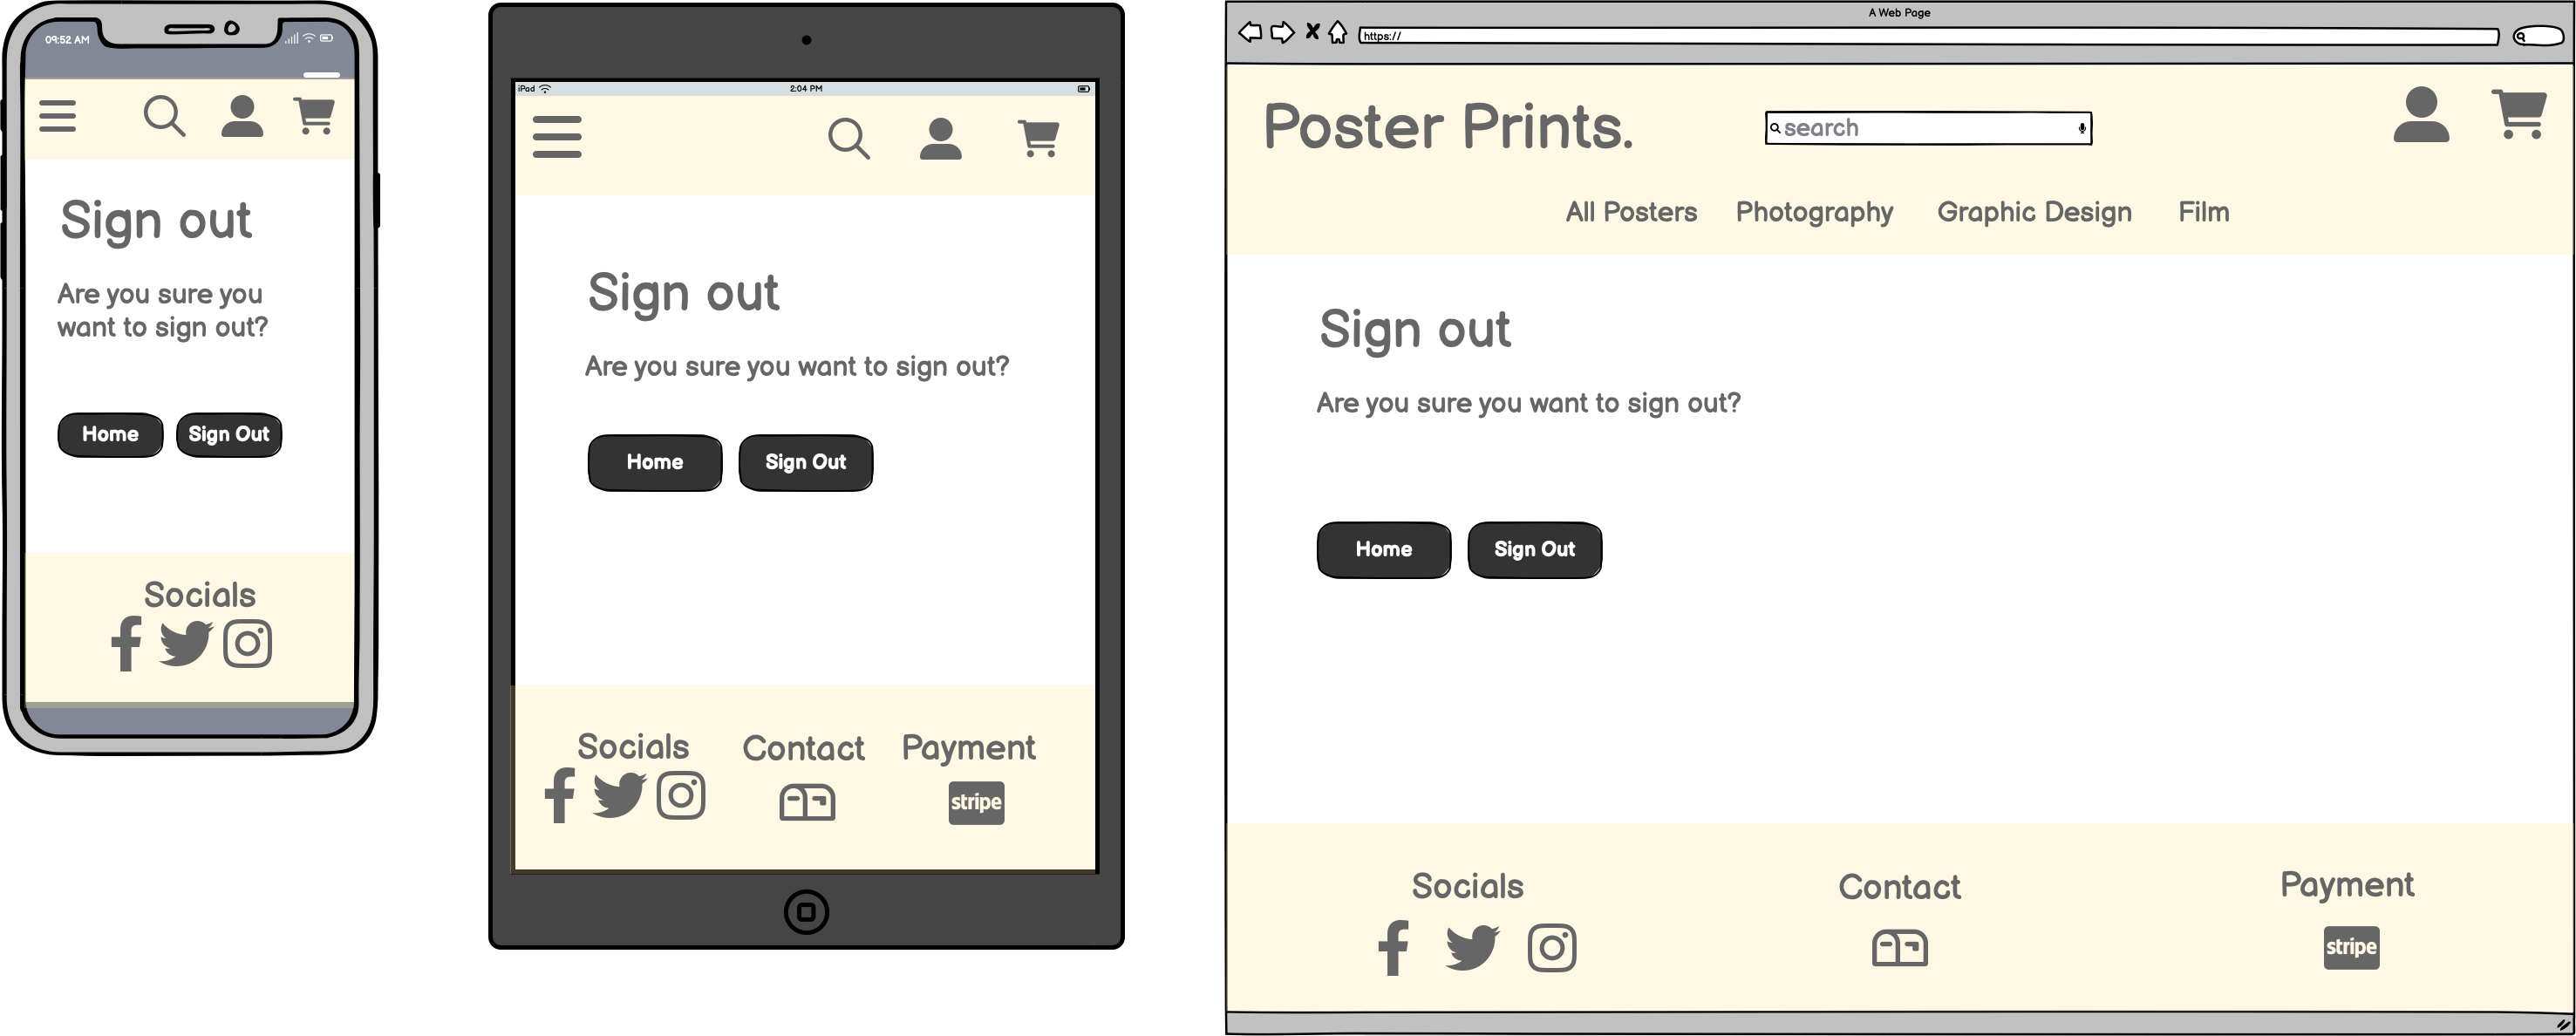 09:52 AM
Sign out
Are you sure you
want to sign out?
Home
Sign Out
Socials
iPad
2:04 PM
Sign out
Are you sure you want to sign out?
Home
Sign Out
Socials
Contact
Payment
stripe
A Web Page
https://
Poster Prints.
search
All Posters
Photography
Graphic Design
Film
Sign out
Are you sure you want to sign out?
Home
Sign Out
Socials
Contact
Payment
stripe